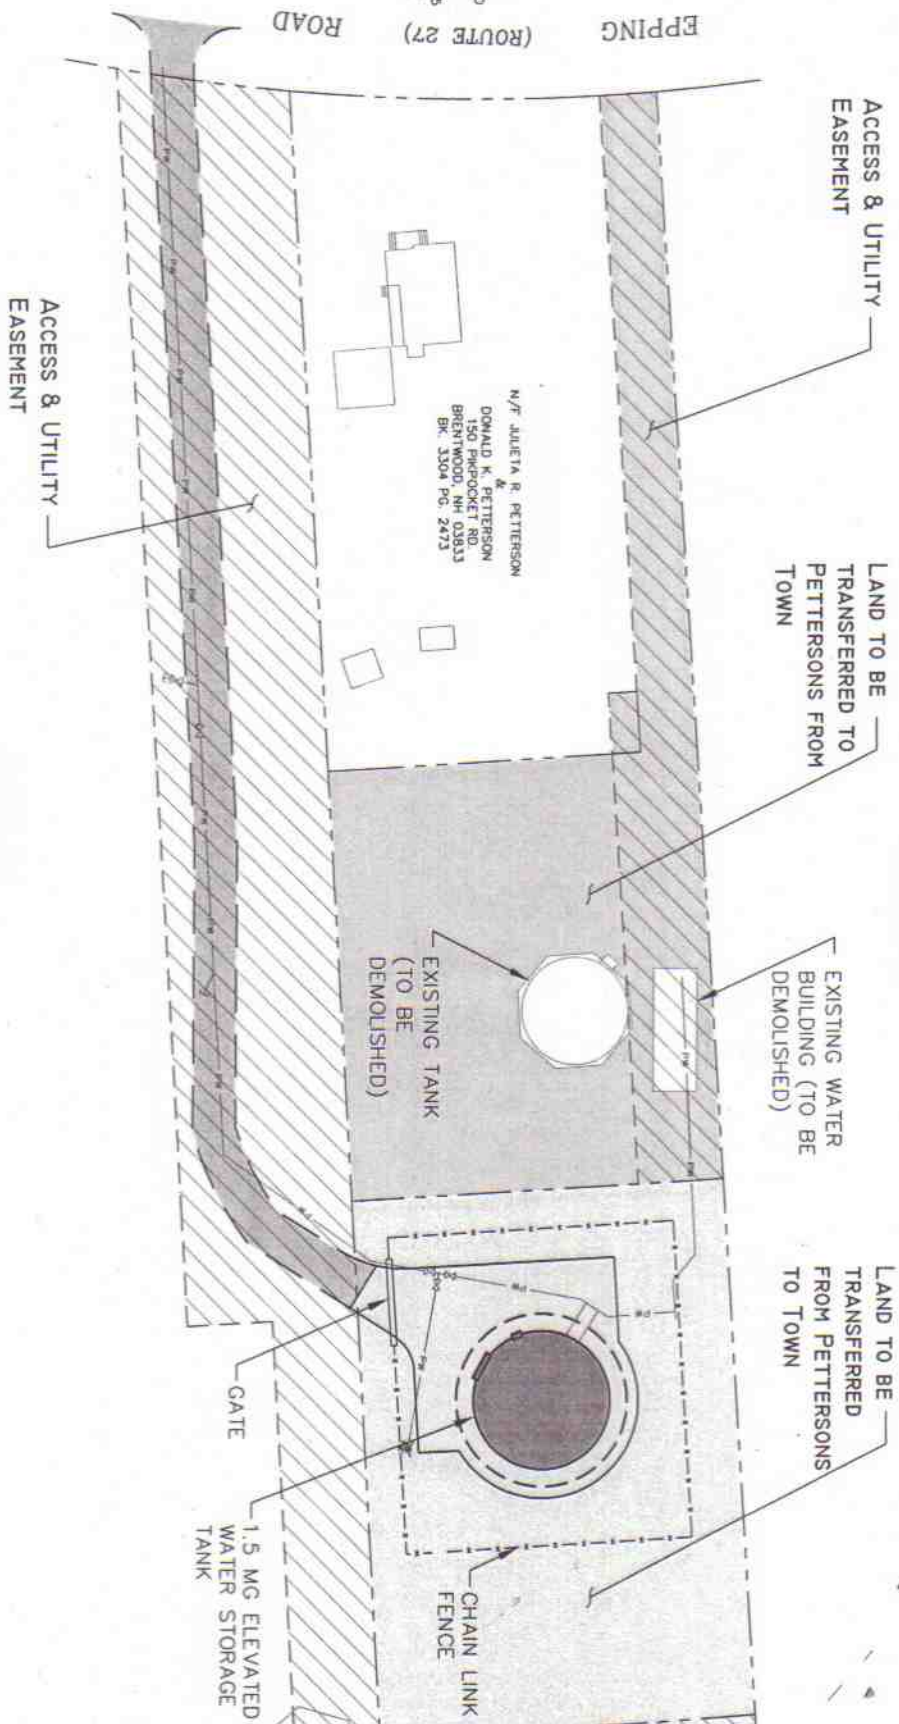 EPPING
(ROUTE 27)
ROAD
ACCESS & UTILITY
EASEMENT
LAND TO BE
TRANSFERRED TO
PETTERSONS FROM
TOWN
EXISTING WATER
BUILDING (TO BE
DEMOLISHED)
LAND TO BE
TRANSFERRED
FROM PETTERSONS
TO TOWN
N/F JULIETA R. PETTERSON
&
DONALD K. PETTERSON
150 PIKPOCKET RD.
BRENTWOOD, NH 03833
BK. 3304 PG. 2473
EXISTING TANK
(TO BE
DEMOLISHED)
ACCESS & UTILITY
EASEMENT
GATE
1.5 MG ELEVATED
WATER STORAGE
TANK
CHAIN LINK
FENCE